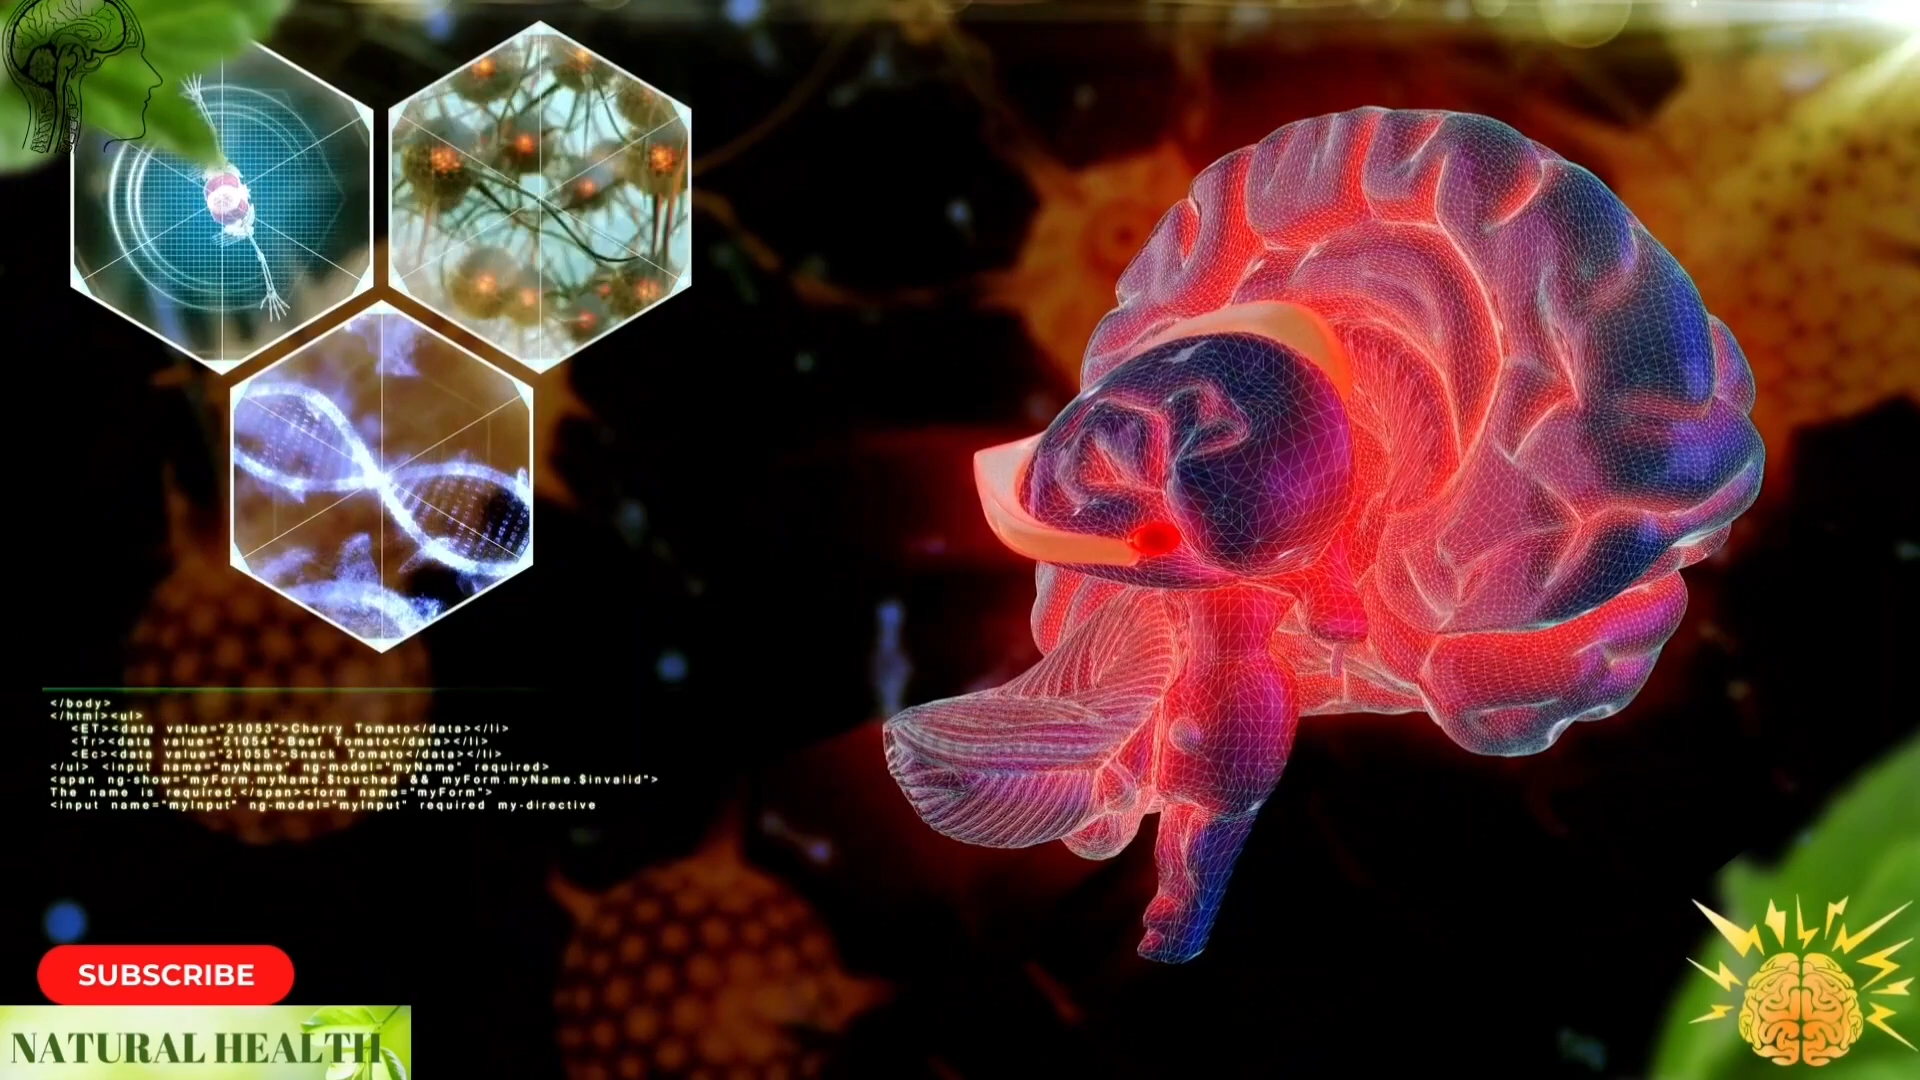 </body>
</html><ul>
<ET><data value="21053">Cherry Tomato</data></li>
<Tr><data value="21054">Beef Tomato</data></li>
<Ec><data value="21055">Snack Tomato</data></li>
</ul> <input name="myName" ng-model="myName" required>
<span ng-show="myForm.myName.$touched && myForm.myName.$invalid">
The name is required.</span><form name="myForm">
<input name="myInput" ng-model="myInput" required my-directive
SUBSCRIBE
NATURAL HEALTH